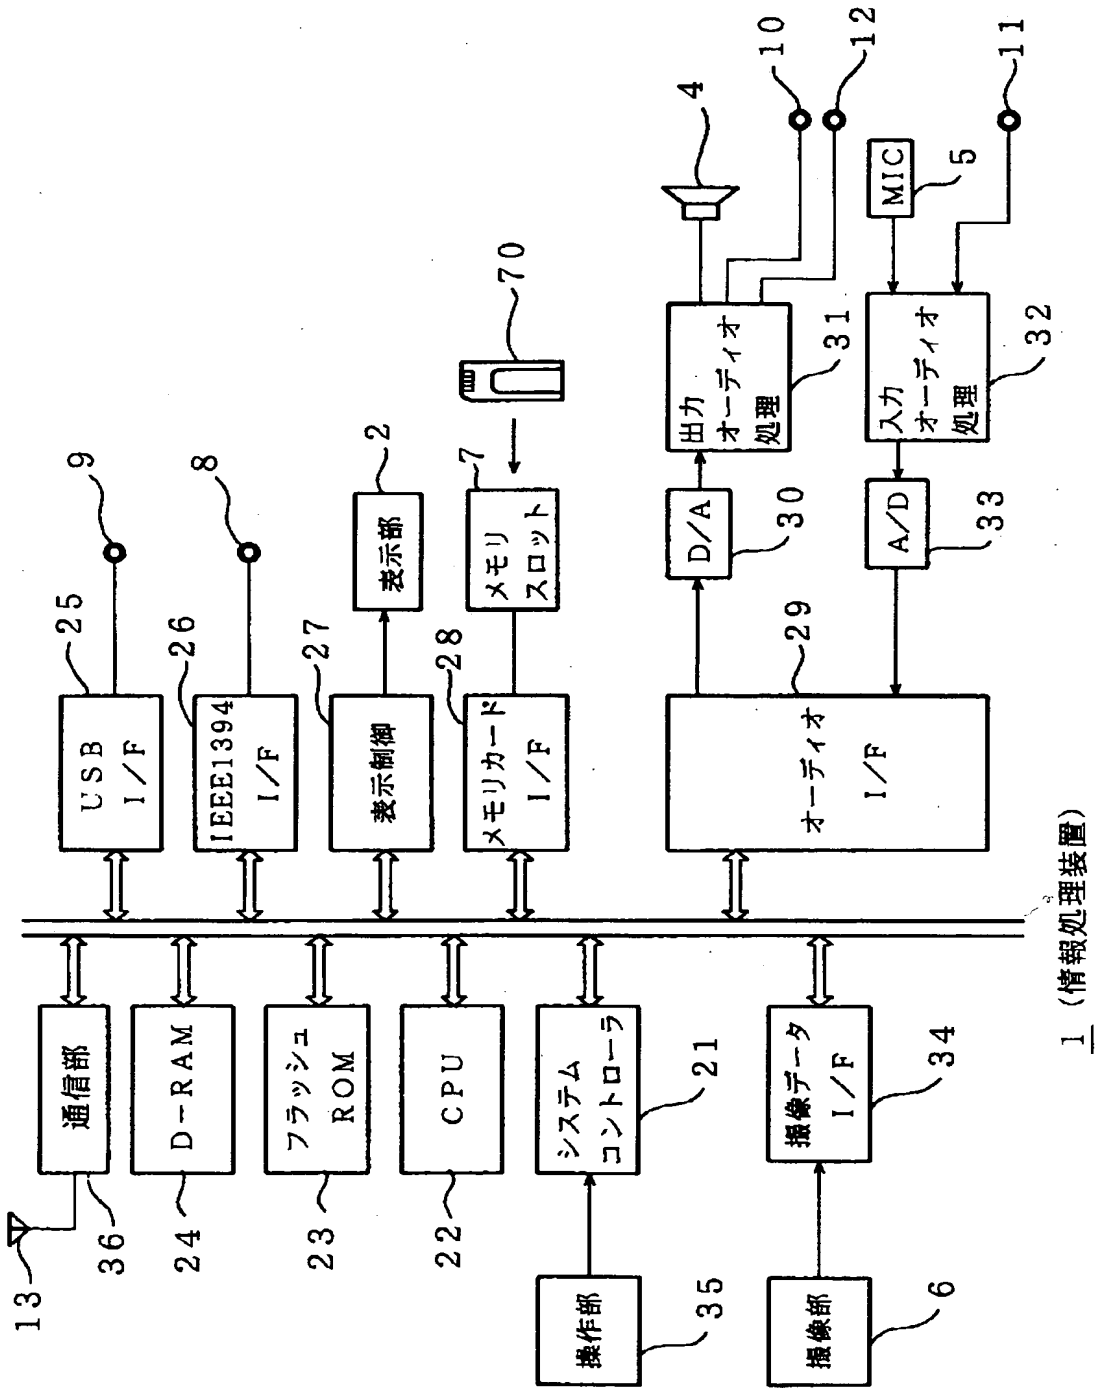 13
36
通信部
24
D-RAM
23
フラッシュ
ROM
22
CPU
システム
コントローラ
21
操作部
35
撮像データ
I/F
34
撮像部
6
USB
I/F
25
9
IEEE1394
I/F
26
8
表示制御
27
表示部
2
メモリカード
I/F
28
メモリ
スロット
7
70
オーディオ
I/F
29
D/A
30
出力
オーディオ
処理
31
4
10
12
A/D
33
入力
オーディオ
処理
32
MIC
5
11
1 (情報処理装置)